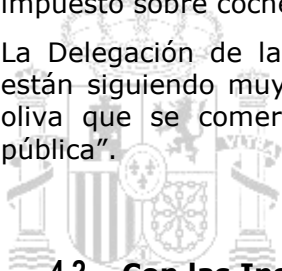 impuesto sobre coche
La Delegación de la
están siguiendo muy
oliva que se comer
pública”.
4.2 Con las Ins